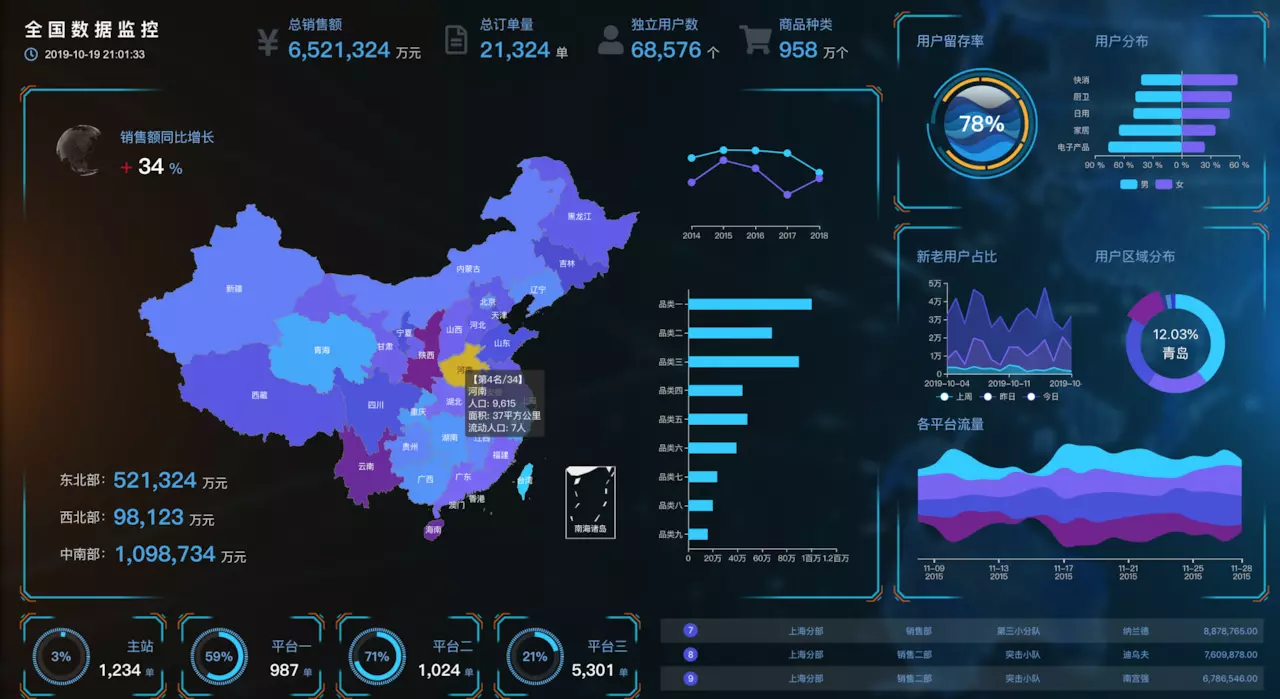 全国数据监控
2019-10-19 21:01:33
总销售额
6,521,324 万元
总订单量
21,324 单
独立用户数
68,576 个
商品种类
958 万个
销售额同比增长
+ 34 %
黑龙江
吉林
内蒙古
辽宁
新疆
北京
天津
宁夏
山西
河北
山东
青海
甘肃
陕西
河南
【第4名/34】
河南
人口: 9,615
面积: 37平方公里
流动人口: 7人
西藏
四川
重庆
湖北
上海
湖南
江西
贵州
福建
云南
广西
广东
台湾
香港
澳门
海南
南海诸岛
东北部: 521,324 万元
西北部: 98,123 万元
中南部: 1,098,734 万元
2014 2015 2016 2017 2018
品类一
品类二
品类三
品类四
品类五
品类六
品类七
品类八
品类九
0 20万 40万 60万 80万 1百万 1.2百万
用户留存率
78%
用户分布
快消
厨卫
日用
家居
电子产品
90 % 60 % 30 % 0 % 30 % 60 %
男 女
新老用户占比
5万
4万
3万
2万
1万
0
2019-10-04 2019-10-11 2019-10-
上周 昨日 今日
用户区域分布
12.03%
青岛
各平台流量
11-09 11-13 11-17 11-21 11-25 11-28
2015 2015 2015 2015 2015 2015
3%
主站
1,234 单
59%
平台一
987 单
71%
平台二
1,024 单
21%
平台三
5,301 单
7 上海分部 销售部 第三小分队 纳兰德 8,878,765.00
8 上海分部 销售二部 突击小队 迪乌夫 7,609,878.00
9 上海分部 销售二部 突击小队 南宫强 6,786,546.00